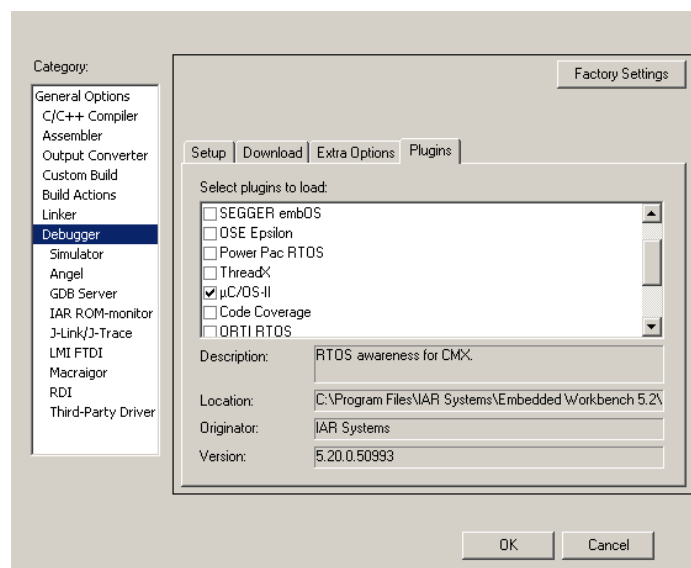 Category:
Factory Settings
General Options
C/C++ Compiler
Assembler
Output Converter
Custom Build
Build Actions
Linker
Debugger
Simulator
Angel
GDB Server
IAR ROM-monitor
J-Link/J-Trace
LMI FTDI
Macraigor
RDI
Third-Party Driver
Setup Download Extra Options Plugins
Select plugins to load:
SEGGER embOS
OSE Epsilon
Power Pac RTOS
ThreadX
µC/OS-II
Code Coverage
ORTI RTOS
Description: RTOS awareness for CMX.
Location: C:\Program Files\IAR Systems\Embedded Workbench 5.2\
Originator: IAR Systems
Version: 5.20.0.50993
OK Cancel